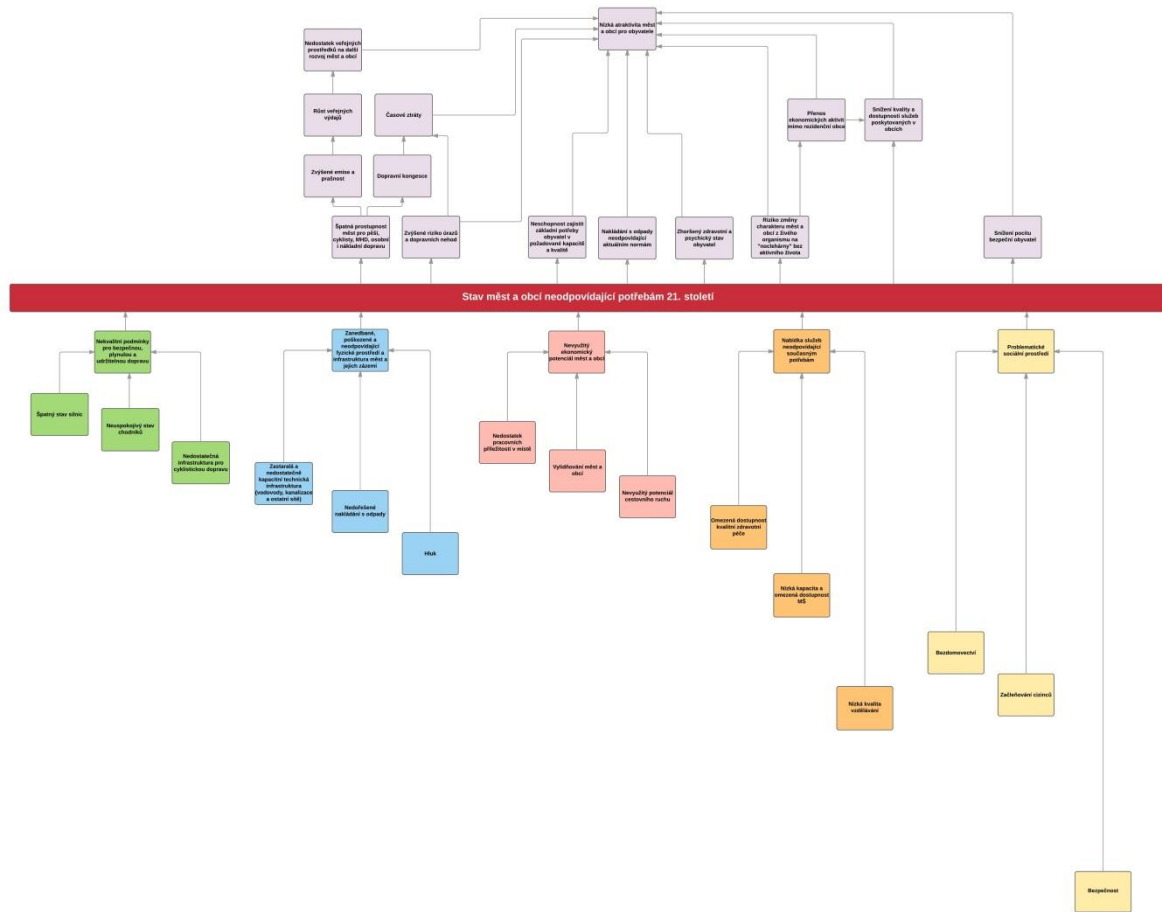 Nízká atraktivita měst
a obcí pro obyvatele
Nedostatek veřejných
prostředků na další
rozvoj měst a obcí
Růst veřejných
výdajů
Časové ztráty
Přenos
ekonomických aktivit
mimo rezidenční obce
Snížení kvality a
dostupnosti služeb
poskytovaných v
obcích
Zvýšené emise a
prašnost
Dopravní kongesce
Špatná prostupnost
měst pro pěší,
cyklisty, MHD, osobní
i nákladní dopravu
Zvýšené riziko úrazů
a dopravních nehod
Neschopnost zajistit
základní potřeby
obyvatel v
požadované kapacitě
a kvalitě
Nakládání s odpady
neodpovídající
aktuálním normám
Zhoršený zdravotní a
psychický stav
obyvatel
Riziko změny
charakteru měst a
obcí z živého
organismu na
"noclehárny" bez
aktivního života
Snížení pocitu
bezpečí obyvatel
Stav měst a obcí neodpovídající potřebám 21. století
Nekvalitní podmínky
pro bezpečnou,
plynulou a
udržitelnou dopravu
Zanedbané,
poškozené a
neodpovídající
fyzické prostředí a
infrastruktura měst a
jejich zázemí
Nevyužitý
ekonomický
potenciál měst a obcí
Nabídka služeb
neodpovídající
současným
potřebám
Problematické
sociální prostředí
Špatný stav silnic
Neuspokojivý stav
chodníků
Nedostatečná
infrastruktura pro
cyklistickou dopravu
Zastaralá a
nedostatečně
kapacitní technická
infrastruktura
(vodovody, kanalizace
a ostatní sítě)
Nedořešené
nakládání s odpady
Hluk
Nedostatek
pracovních
příležitostí v místě
Vylidňování měst a
obcí
Nevyužitý potenciál
cestovního ruchu
Omezená dostupnost
kvalitní zdravotní
péče
Nízká kapacita a
omezená dostupnost
MŠ
Nízká kvalita
vzdělávání
Bezdomovectví
Začleňování cizinců
Bezpečnost